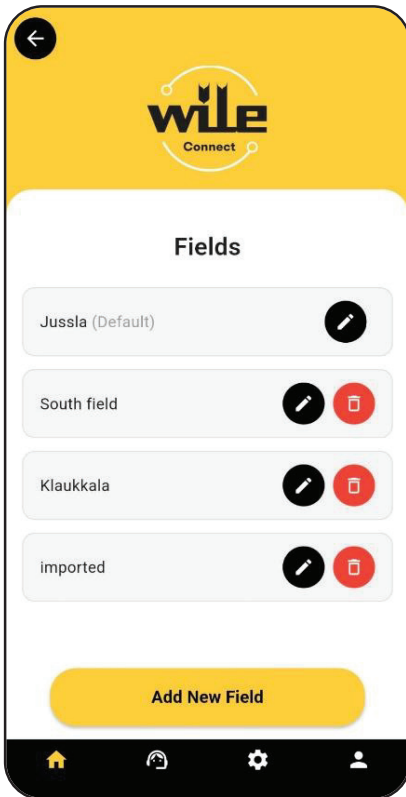 wile
Connect
Fields
Jussla (Default)
South field
Klaukkala
imported
Add New Field